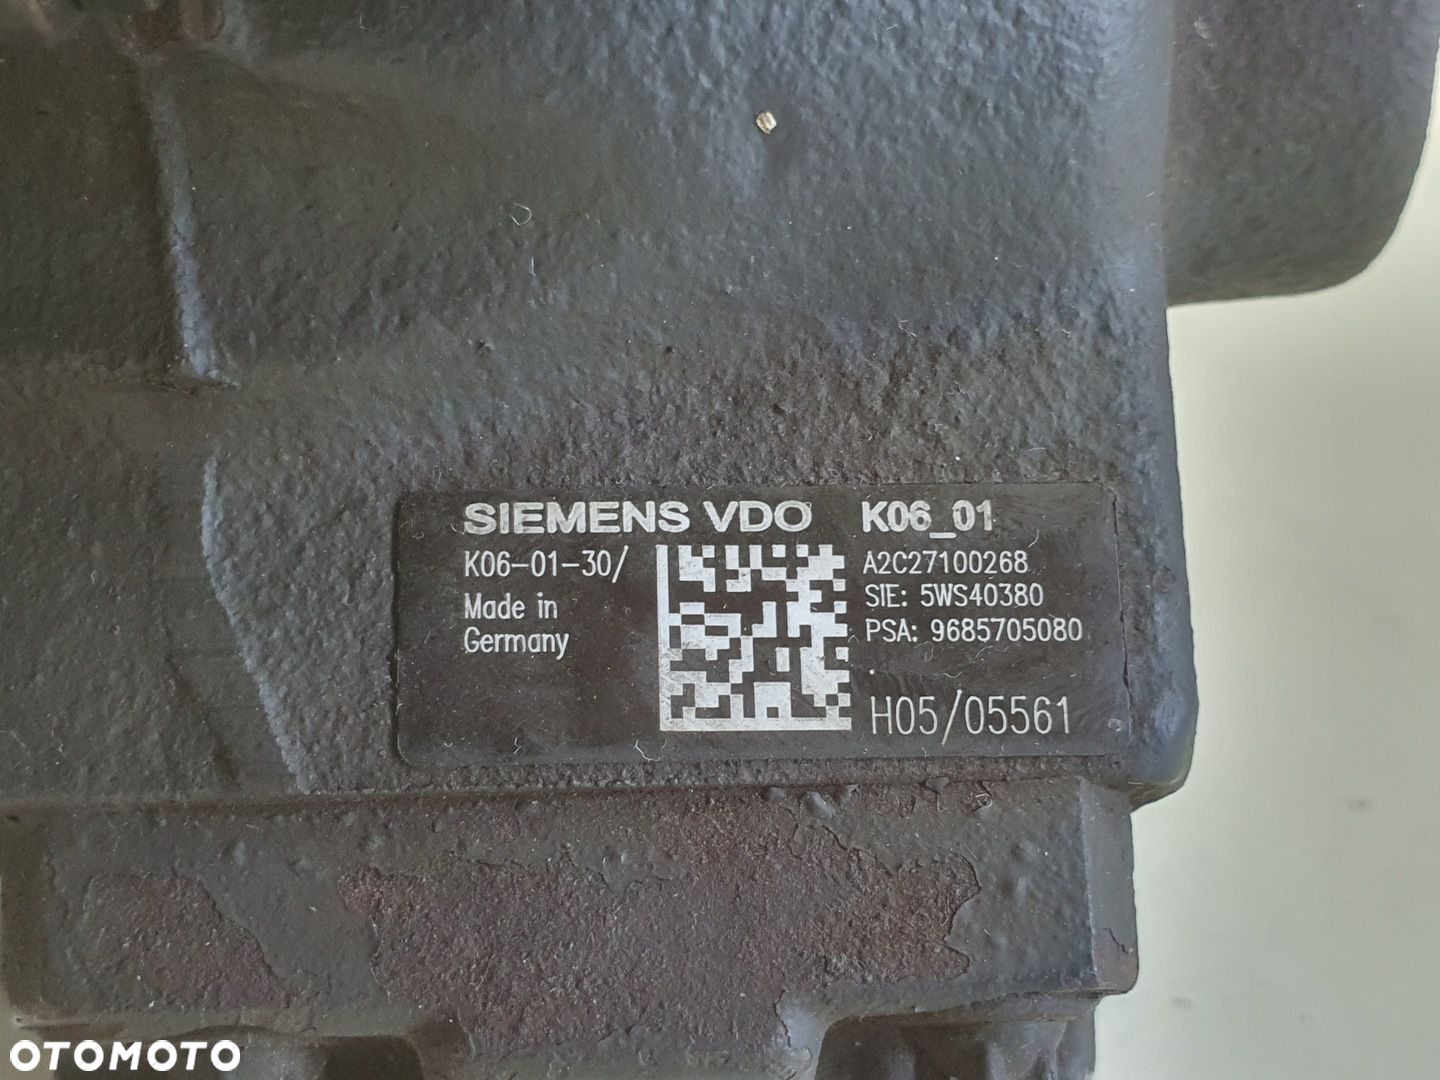 SIEMENS VDO K06_01
K06-01-30/
Made in
Germany
A2C27100268
SIE: 5WS40380
PSA: 9685705080
.
H05/05561
OTOMOTO